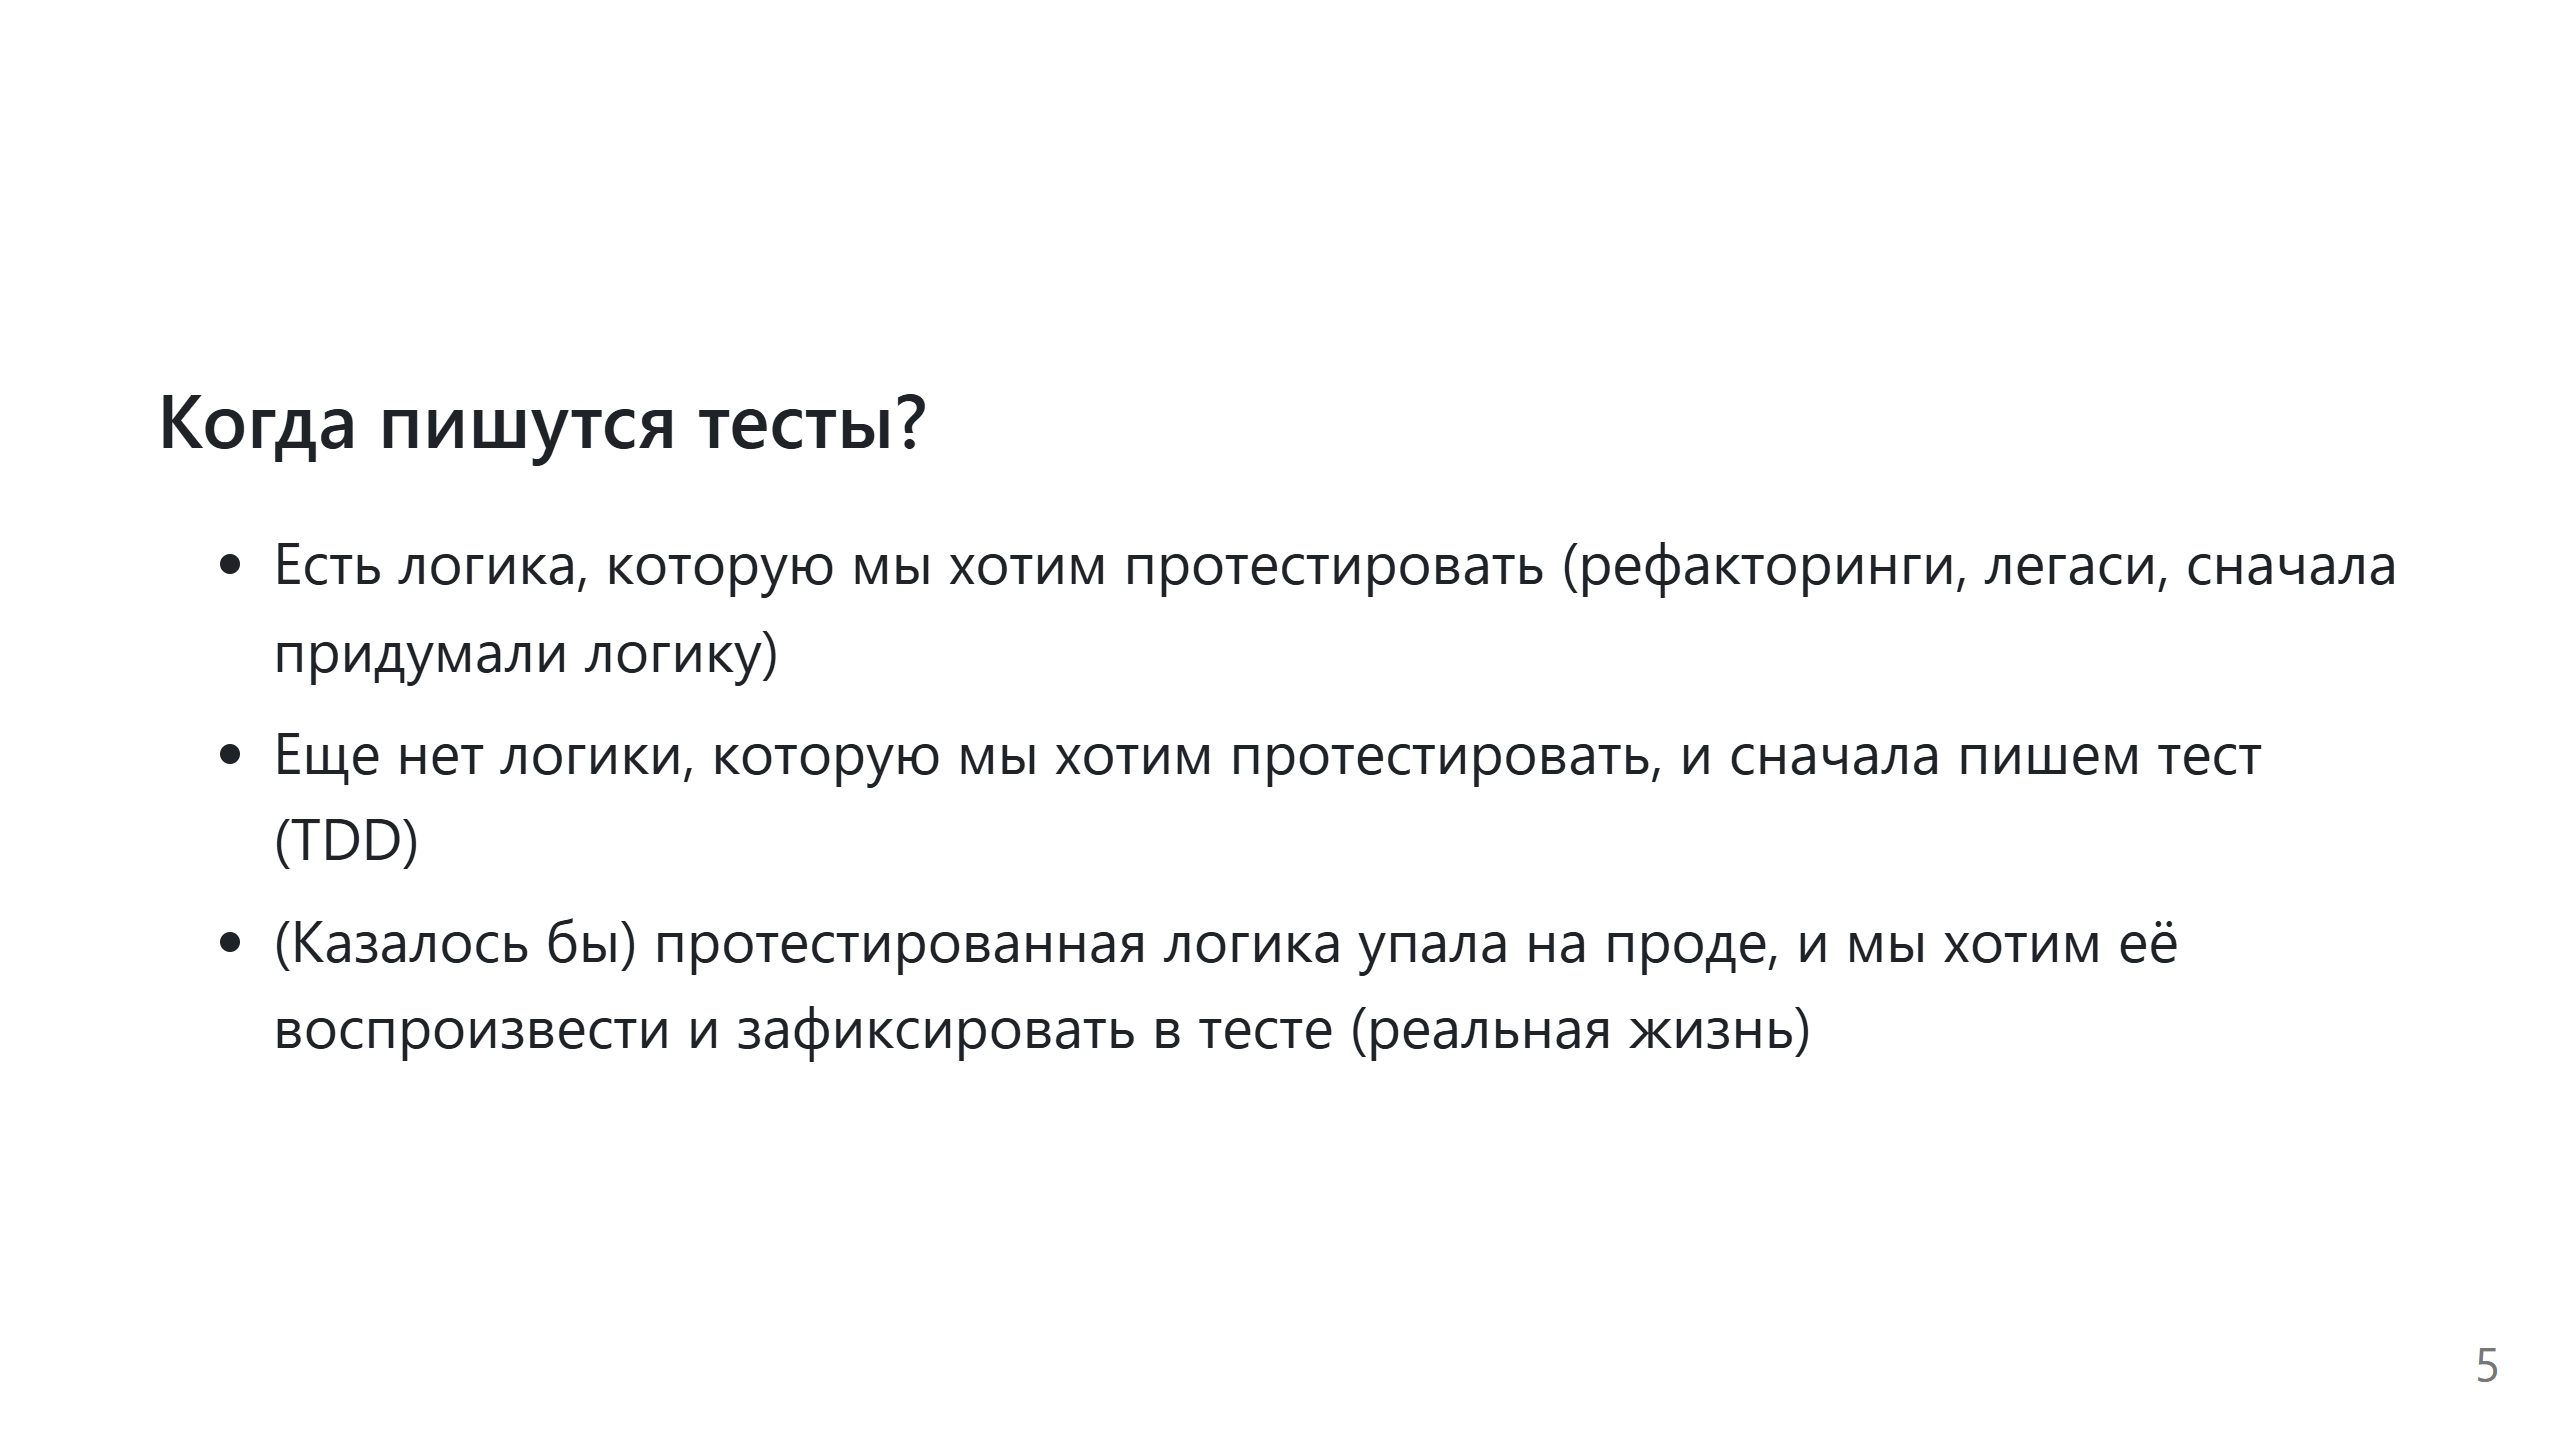 Когда пишутся тесты?
• Есть логика, которую мы хотим протестировать (рефакторинги, легаси, сначала
придумали логику)
• Еще нет логики, которую мы хотим протестировать, и сначала пишем тест
(TDD)
• (Казалось бы) протестированная логика упала на проде, и мы хотим её
воспроизвести и зафиксировать в тесте (реальная жизнь)
5